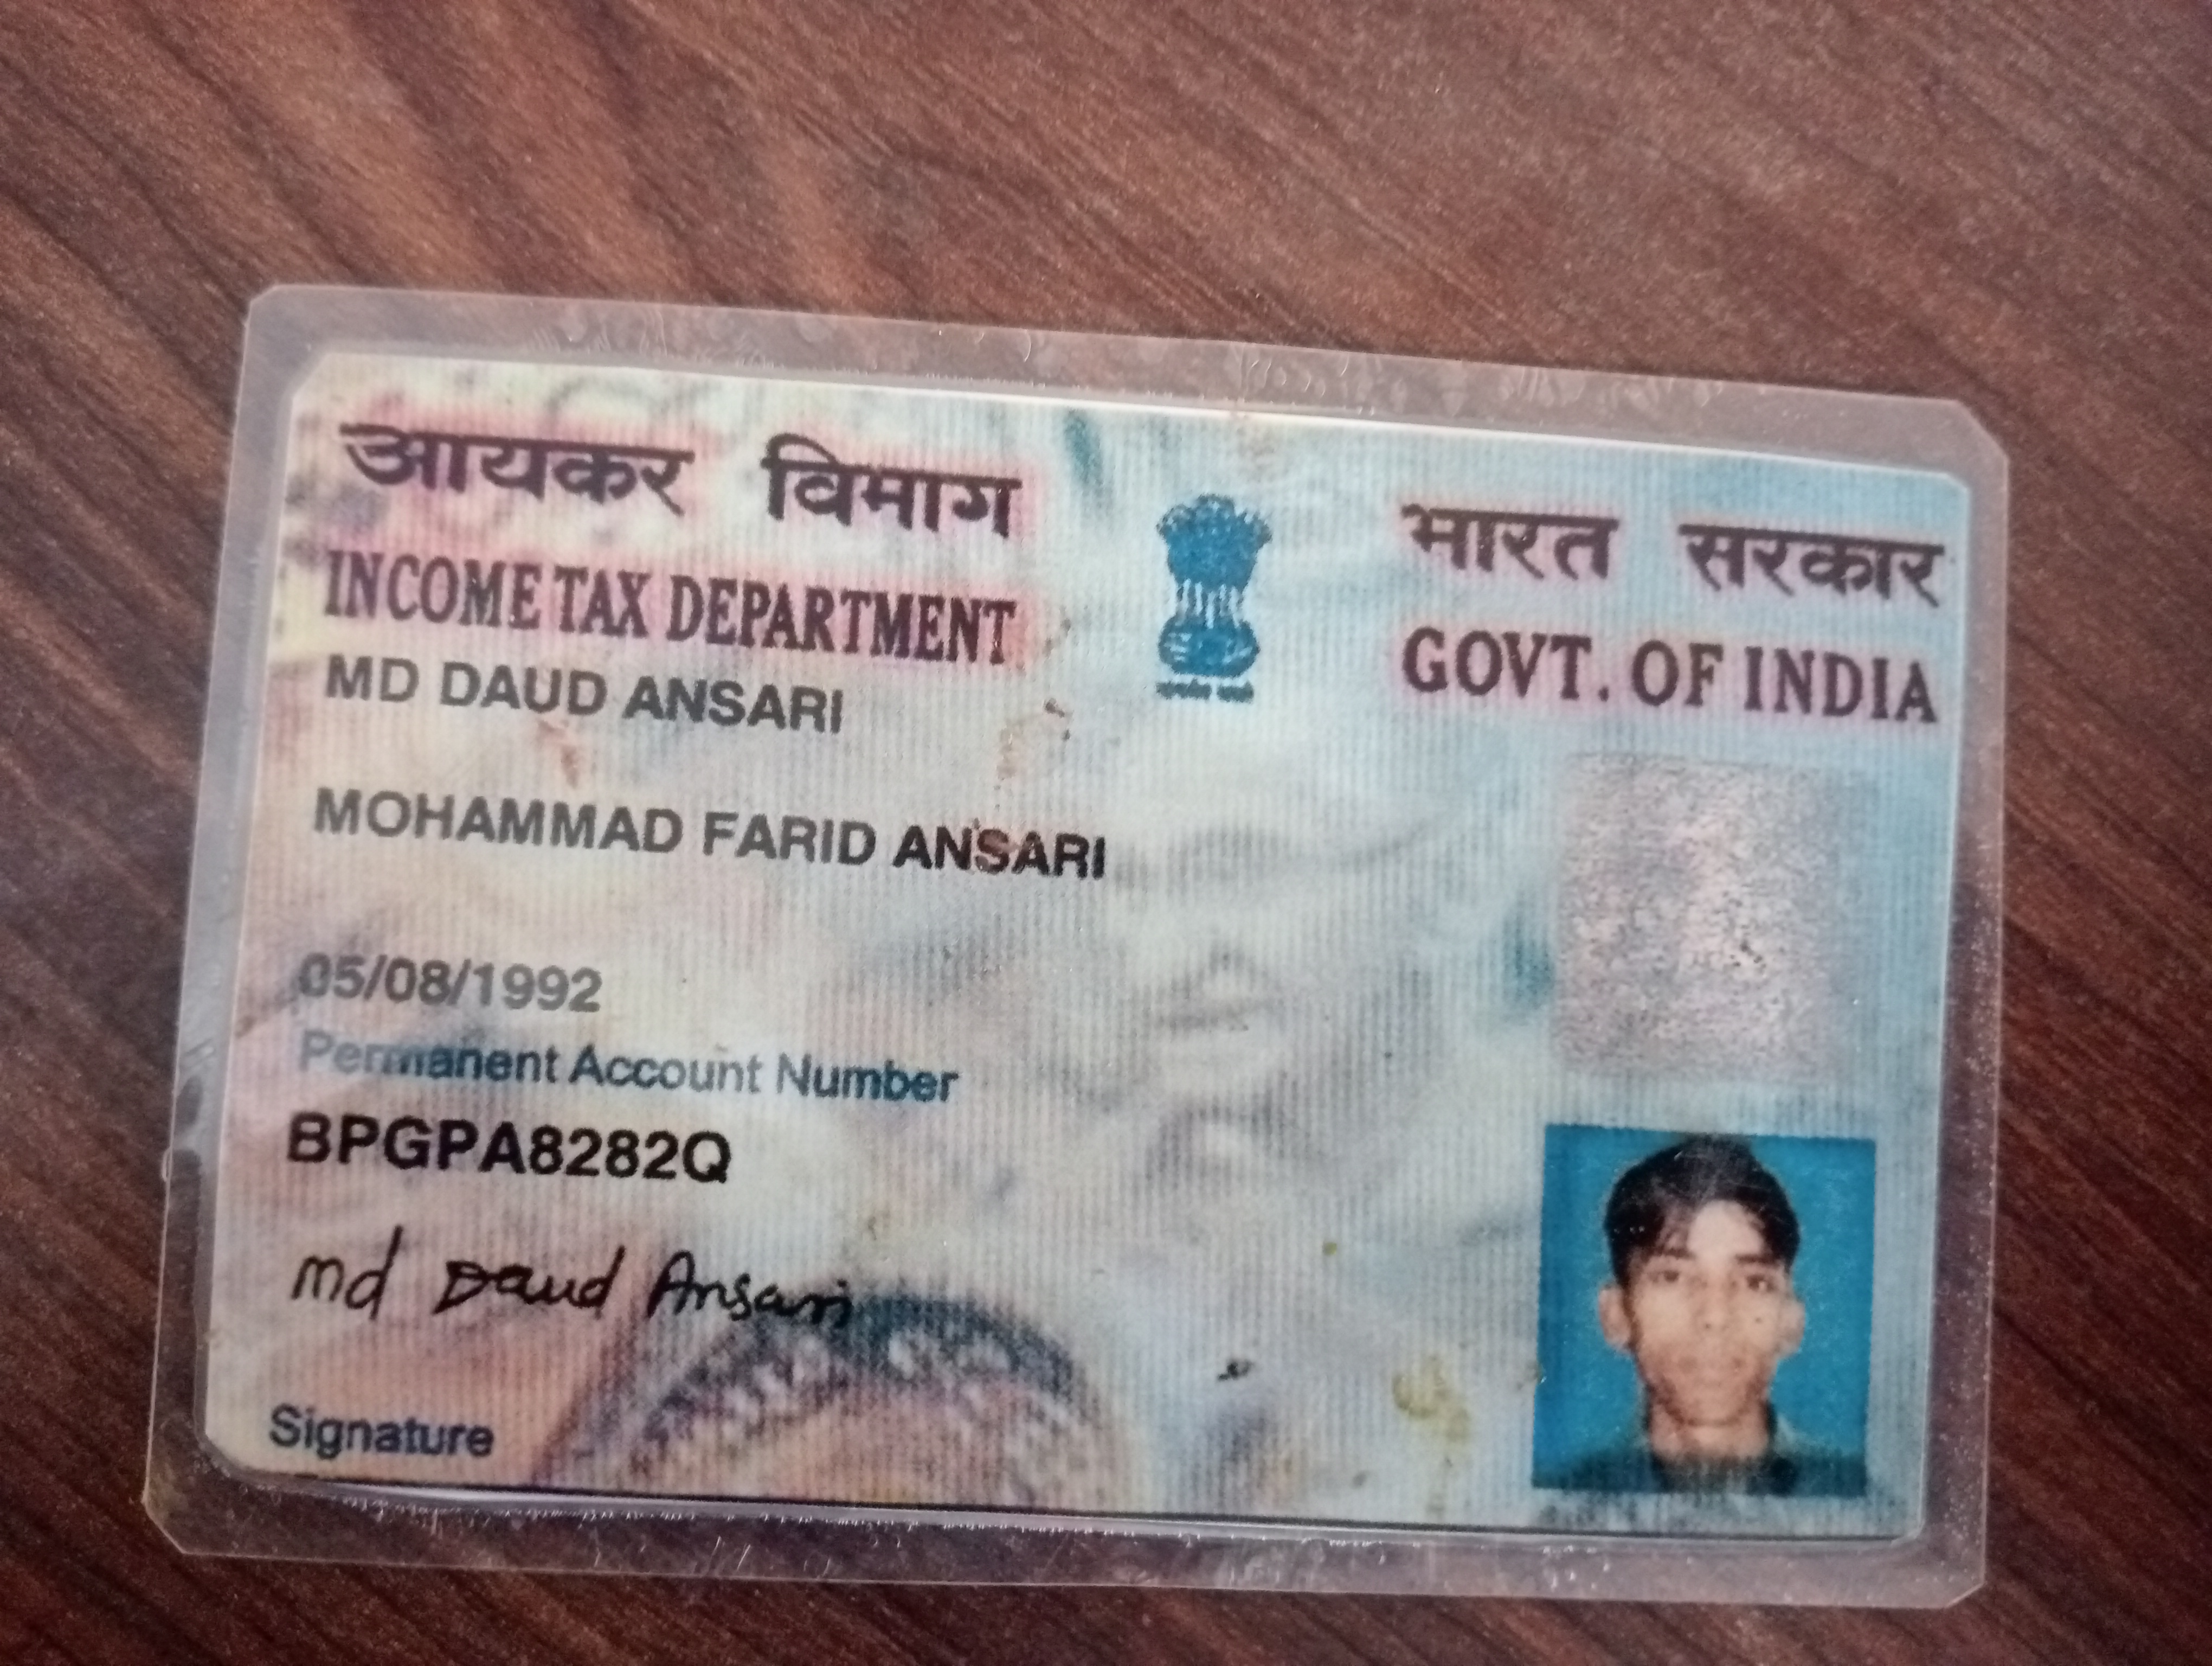 आयकर विभाग
INCOME TAX DEPARTMENT
भारत सरकार
GOVT. OF INDIA
MD DAUD ANSARI
MOHAMMAD FARID ANSARI
05/08/1992
Permanent Account Number
BPGPA8282Q
md Daud Ansari
Signature